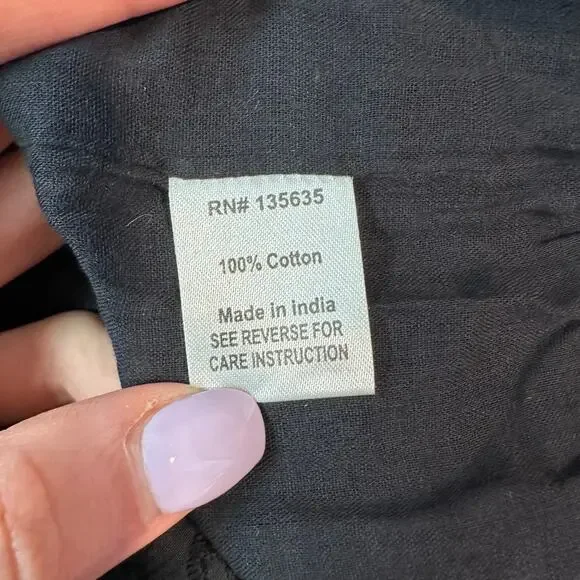 RN# 135635
100% Cotton
Made in india
SEE REVERSE FOR
CARE INSTRUCTION